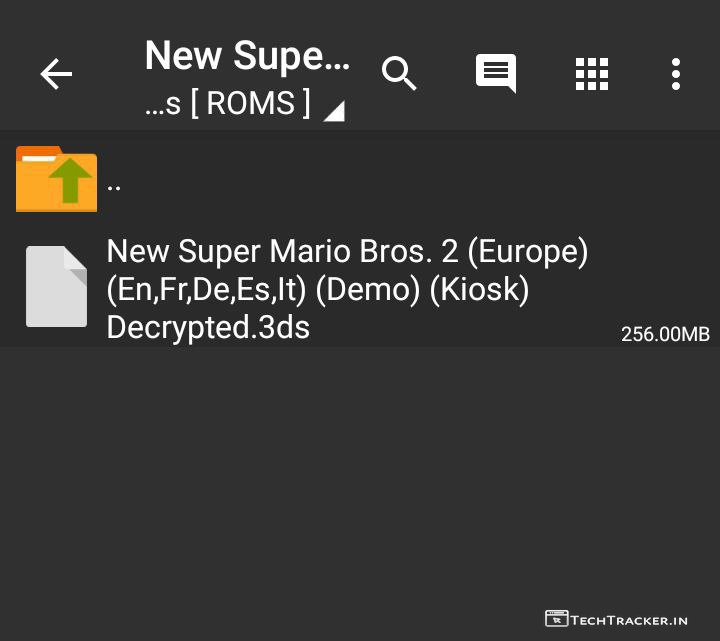 New Supe...
...s [ ROMS ]
..
New Super Mario Bros. 2 (Europe)
(En,Fr,De,Es,It) (Demo) (Kiosk)
Decrypted.3ds
256.00MB
TECHTRACKER.IN